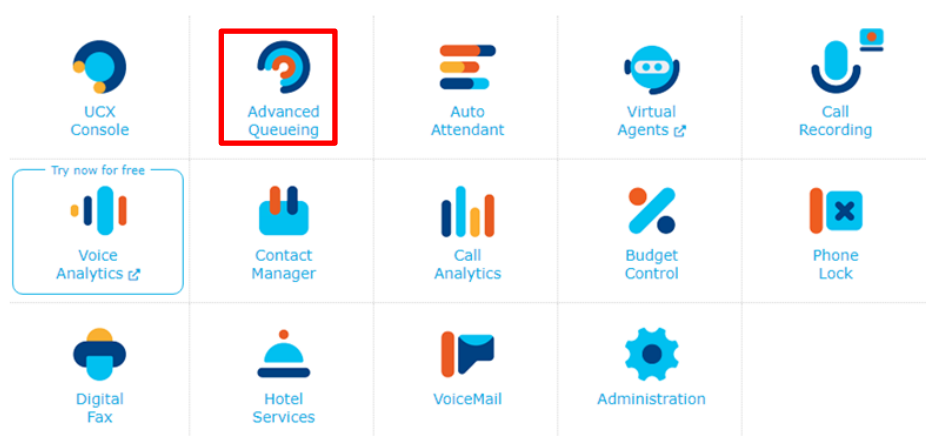 UCX
Console
Advanced
Queueing
Auto
Attendant
Virtual
Agents
Call
Recording
Try now for free
Voice
Analytics
Contact
Manager
Call
Analytics
Budget
Control
Phone
Lock
Digital
Fax
Hotel
Services
VoiceMail
Administration